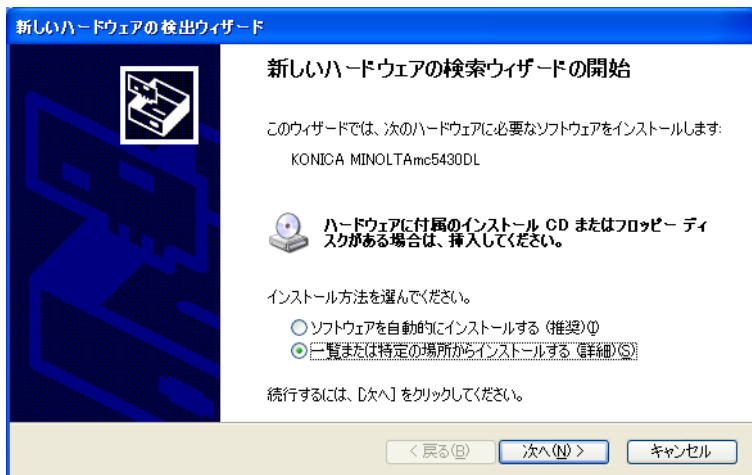 新しいハードウェアの検出ウィザード
新しいハードウェアの検索ウィザードの開始
このウィザードでは、次のハードウェアに必要なソフトウェアをインストールします:
KONICA MINOLTAmc5430DL
ハードウェアに付属のインストール CD またはフロッピー ディ
スクがある場合は、挿入してください。
インストール方法を選んでください。
ソフトウェアを自動的にインストールする (推奨)(I)
一覧または特定の場所からインストールする (詳細)(S)
続行するには、[次へ] をクリックしてください。
< 戻る(B) 次へ(N) > キャンセル